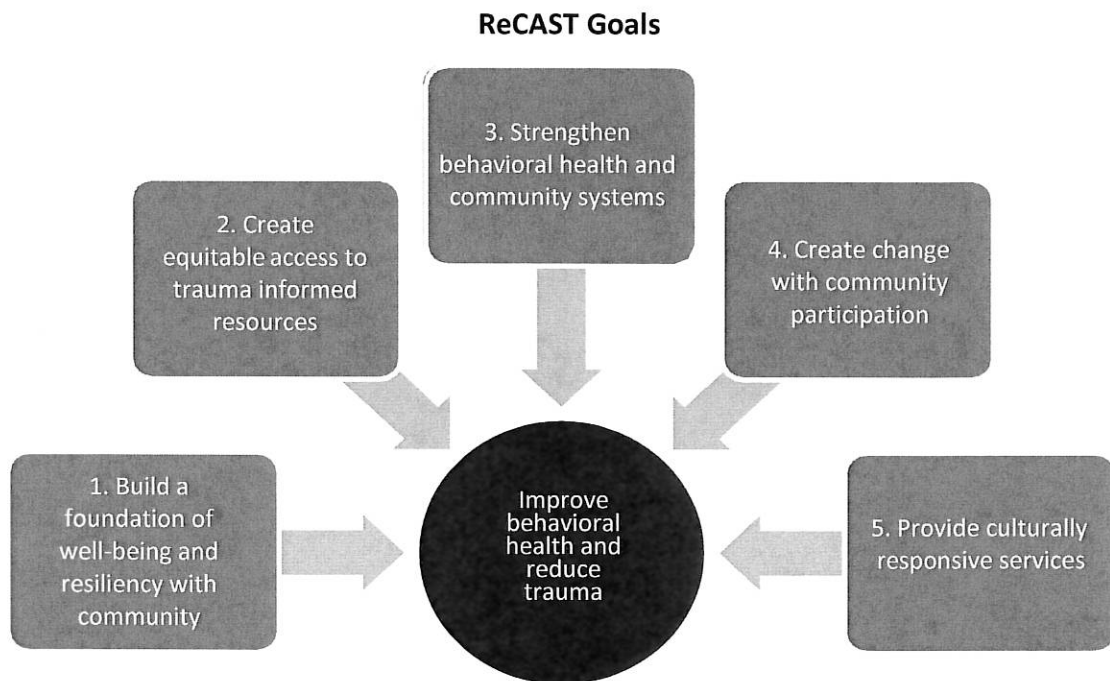 ReCAST Goals
1. Build a
foundation of
well-being and
resiliency with
community
2. Create
equitable access to
trauma informed
resources
3. Strengthen
behavioral health and
community systems
4. Create change
with community
participation
5. Provide culturally
responsive services
Improve
behavioral
health and
reduce
trauma